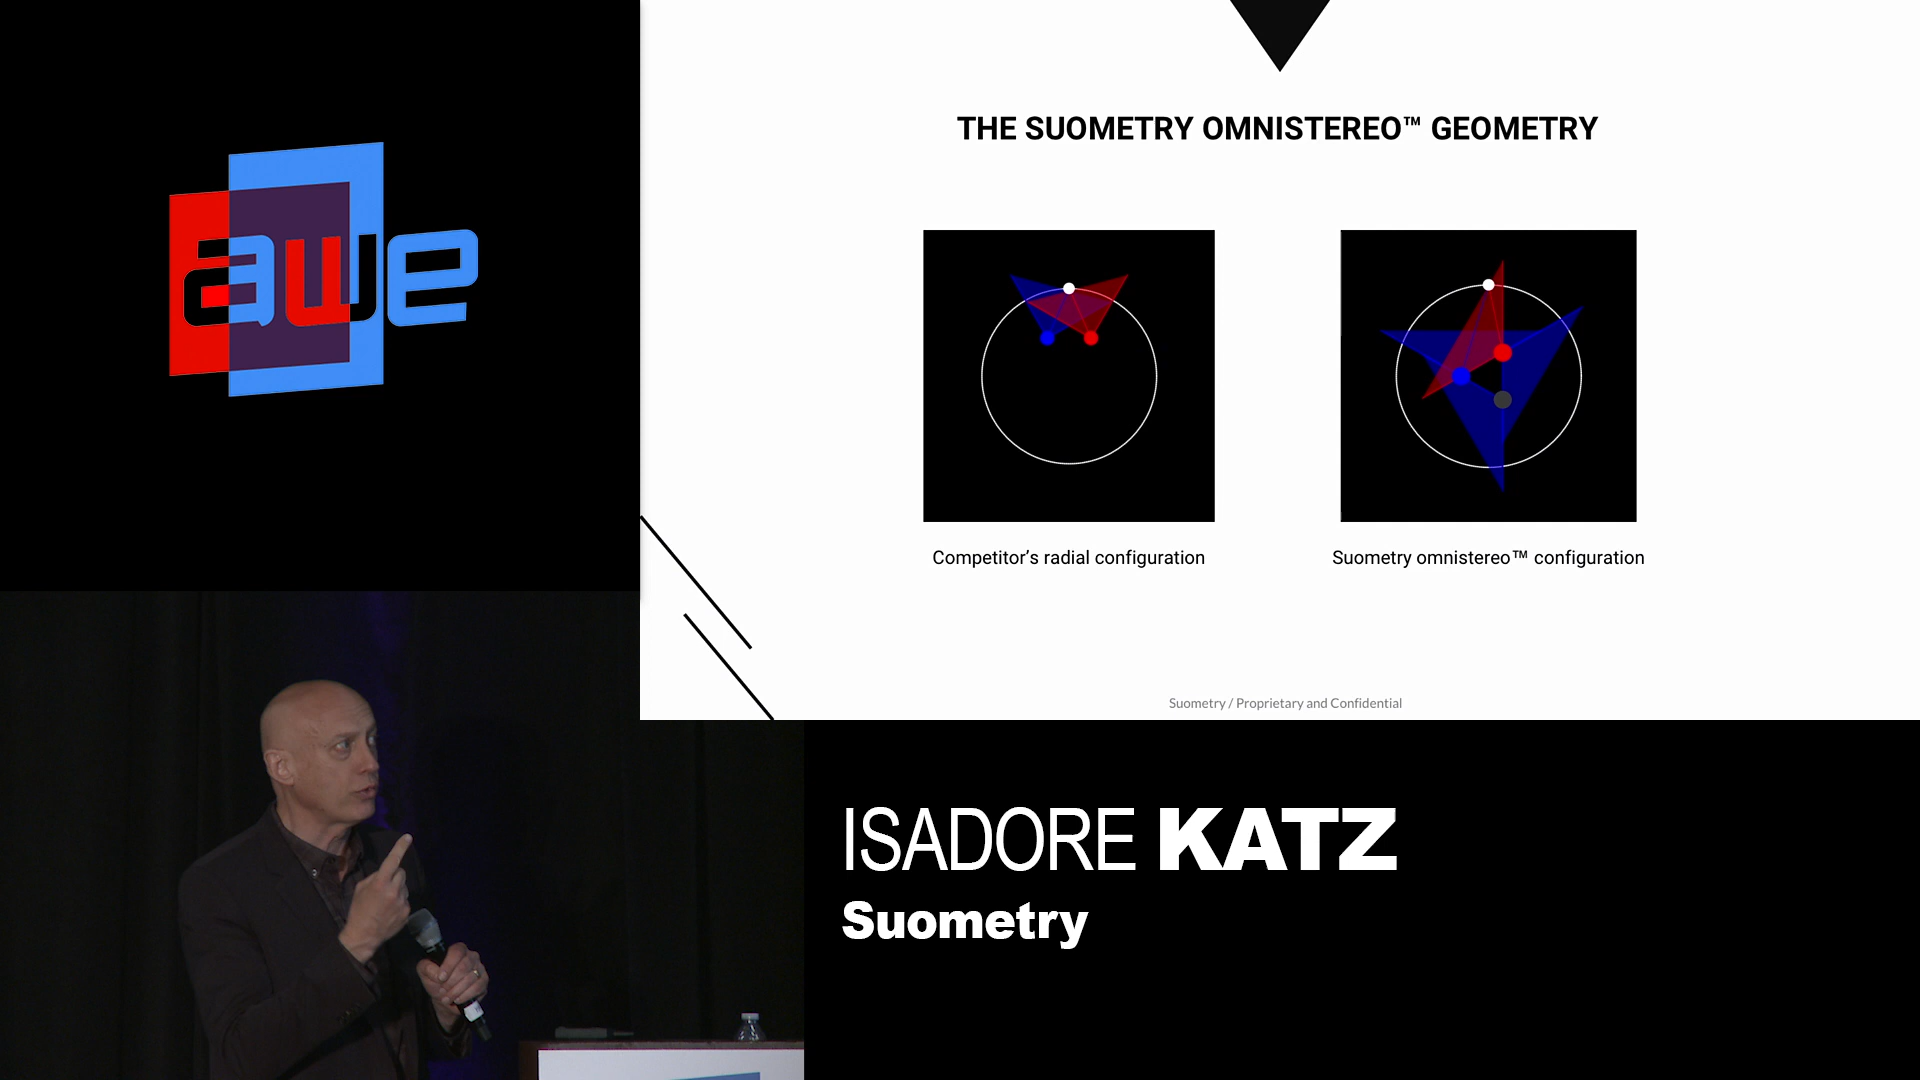 awe
THE SUOMETRY OMNISTEREO™ GEOMETRY
Competitor’s radial configuration
Suometry omnistereo™ configuration
Suometry / Proprietary and Confidential
ISADORE KATZ
Suometry